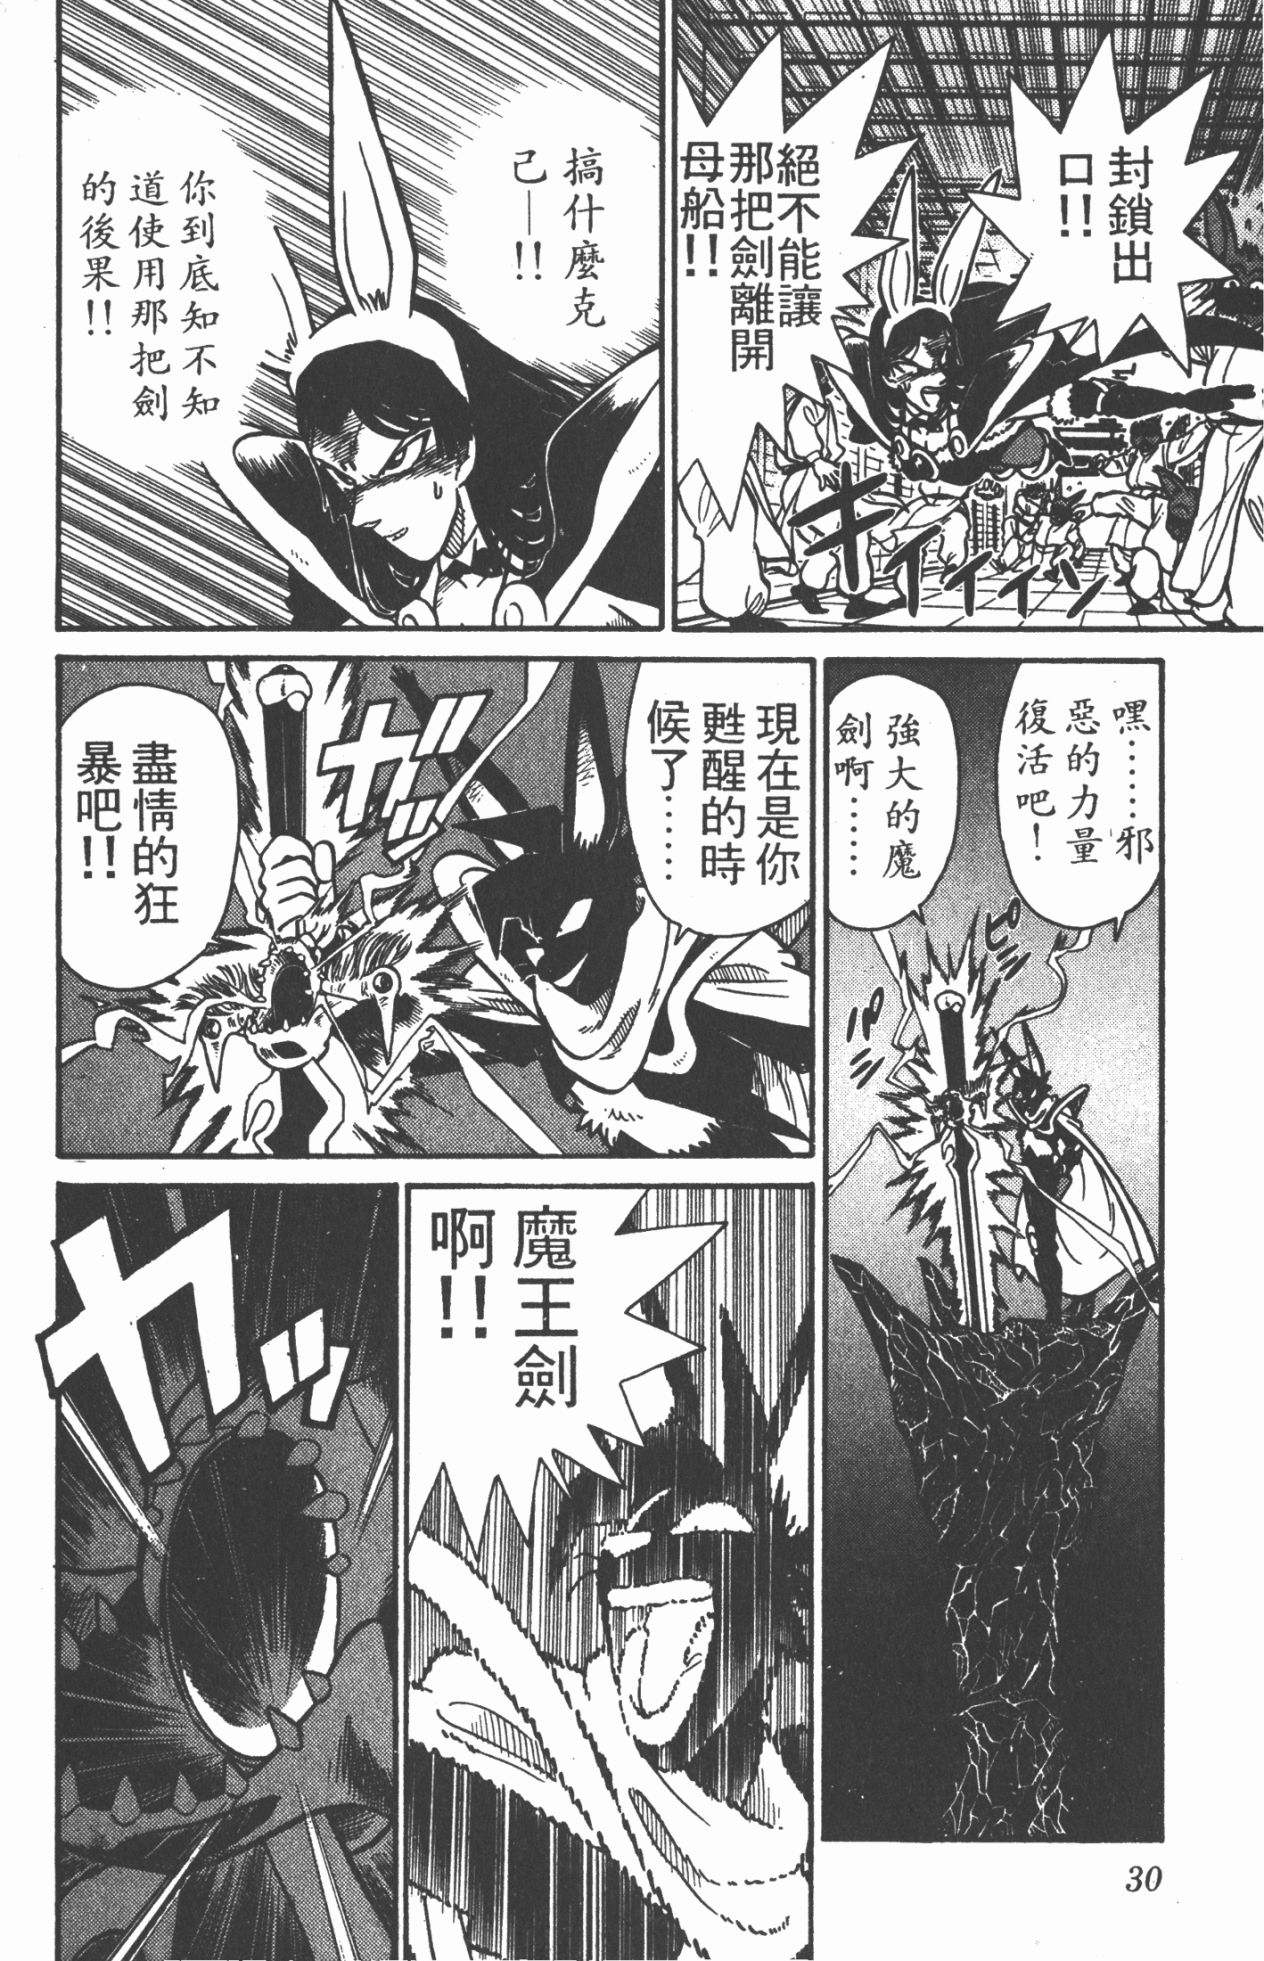 封鎖出
口!!
絕不能讓
那把劍離開
母船!!
キィイイイン
搞什麼克
己—!!
你到底知不知
道使用那把劍
的後果!!
嘿……邪
惡的力量
復活吧！
強大的魔
劍啊……
ピピ
現在是你
甦醒的時
候了……
ガガッ
盡情的狂
暴吧!!
魔王劍
啊!!
カッ
30